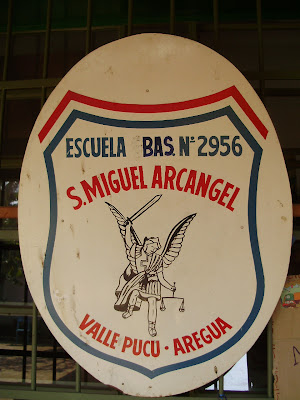 ESCUELA BAS. Nº 2956
S. MIGUEL ARCANGEL
VALLE PUCU - AREGUA